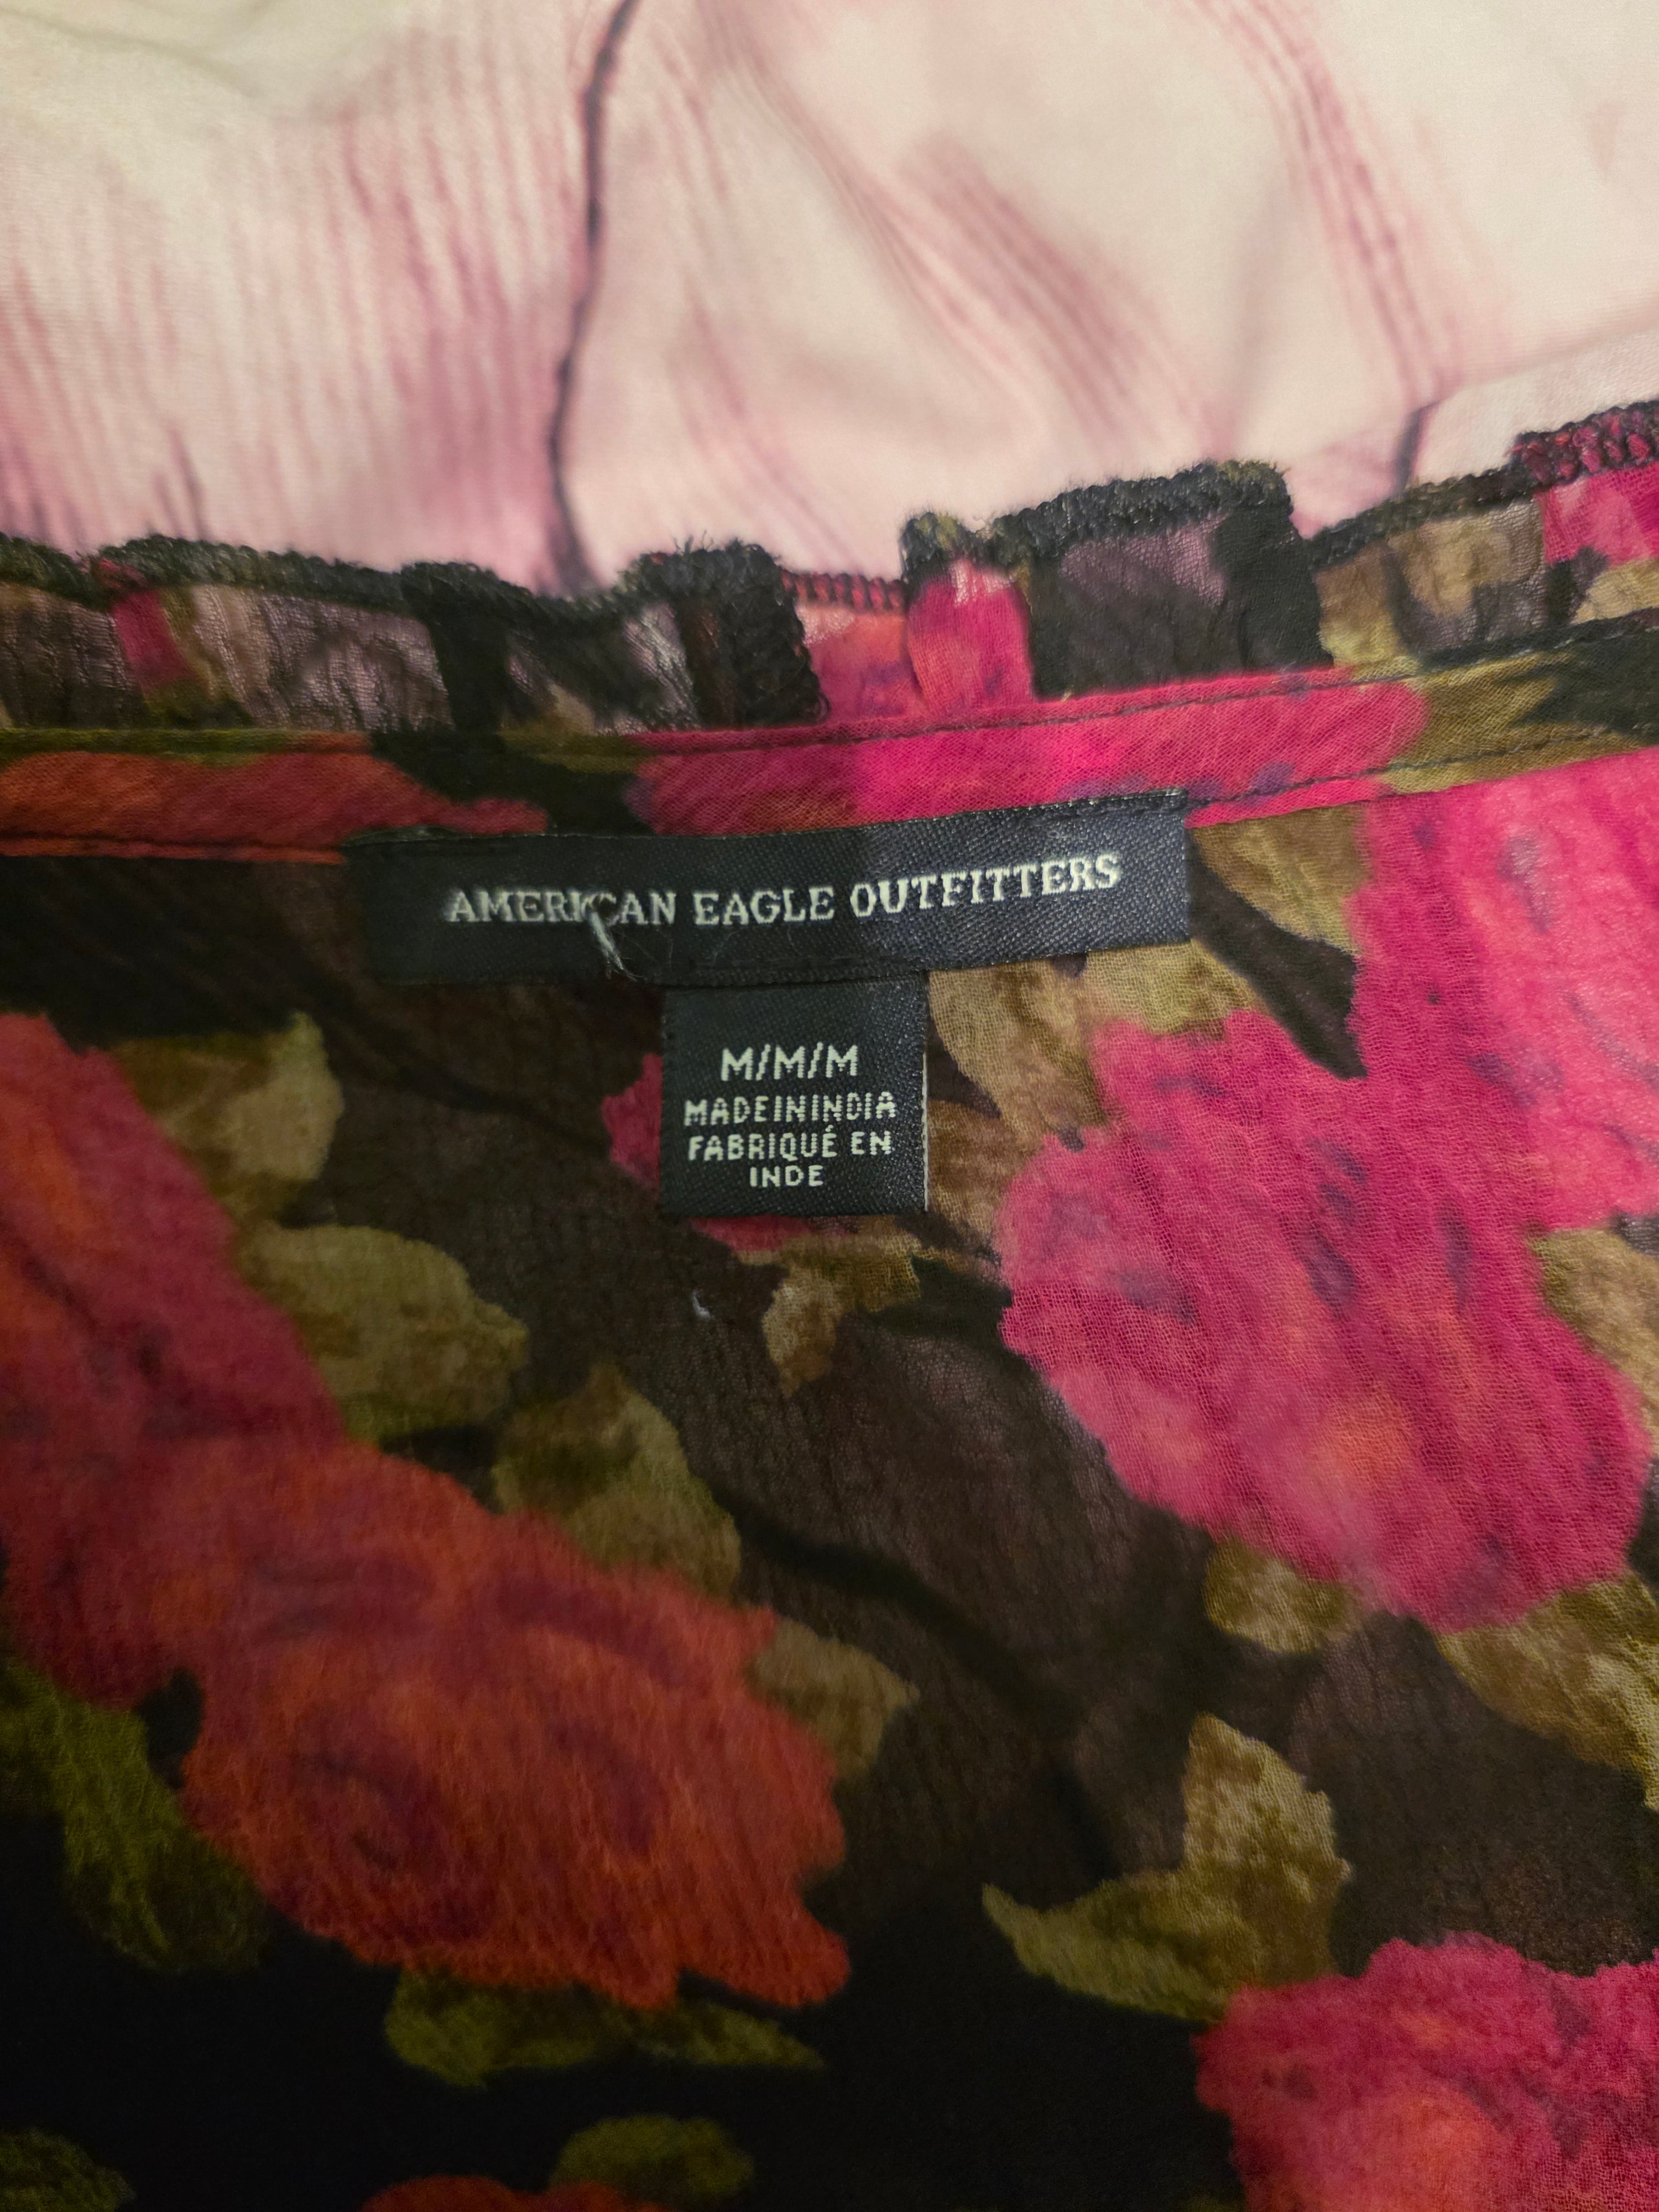 AMERICAN EAGLE OUTFITTERS
M/M/M
MADEININDIA
FABRIQUÉ EN
INDE